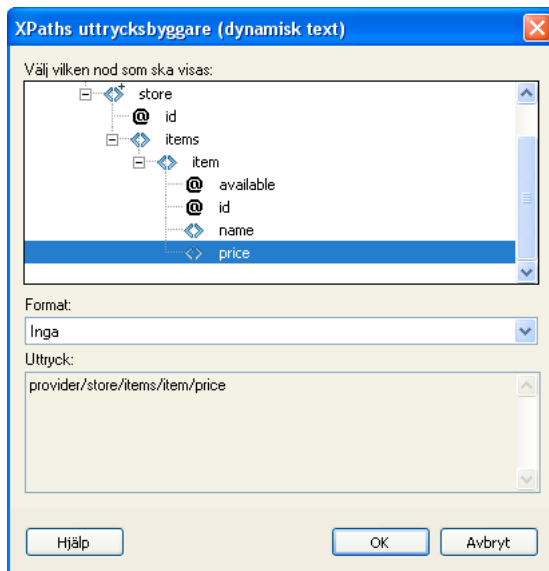 XPaths uttrycksbyggare (dynamisk text)
Välj vilken nod som ska visas:
store
@ id
items
item
@ available
@ id
name
price
Format:
Inga
Uttryck:
provider/store/items/item/price
Hjälp OK Avbryt